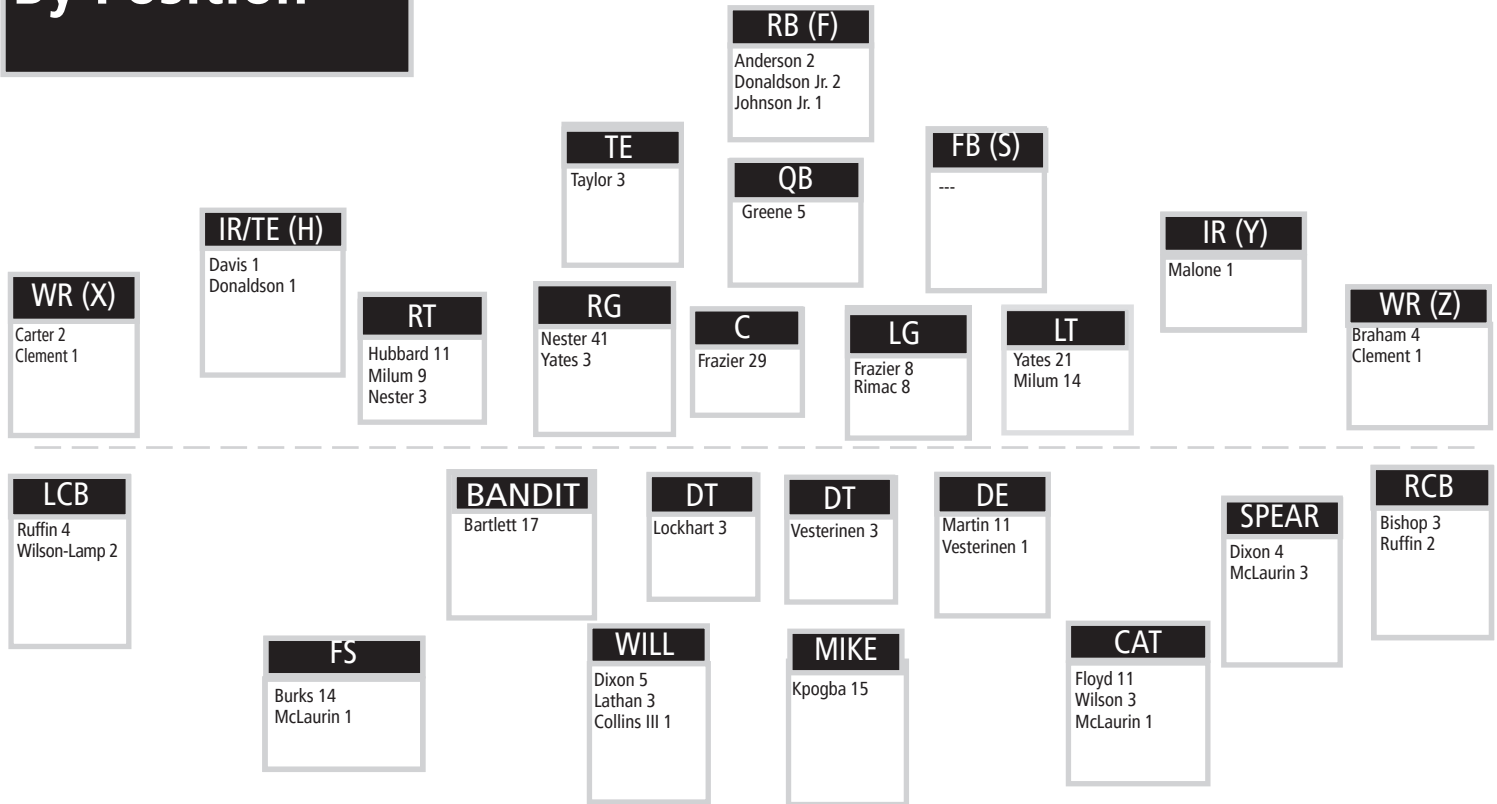 By Position
RB (F)
Anderson 2
Donaldson Jr. 2
Johnson Jr. 1
TE
Taylor 3
QB
Greene 5
FB (S)
---
IR/TE (H)
Davis 1
Donaldson 1
IR (Y)
Malone 1
WR (X)
Carter 2
Clement 1
RT
Hubbard 11
Milum 9
Nester 3
RG
Nester 41
Yates 3
C
Frazier 29
LG
Frazier 8
Rimac 8
LT
Yates 21
Milum 14
WR (Z)
Braham 4
Clement 1
LCB
Ruffin 4
Wilson-Lamp 2
BANDIT
Bartlett 17
DT
Lockhart 3
DT
Vesterinen 3
DE
Martin 11
Vesterinen 1
SPEAR
Dixon 4
McLaurin 3
RCB
Bishop 3
Ruffin 2
FS
Burks 14
McLaurin 1
WILL
Dixon 5
Lathan 3
Collins III 1
MIKE
Kpogba 15
CAT
Floyd 11
Wilson 3
McLaurin 1